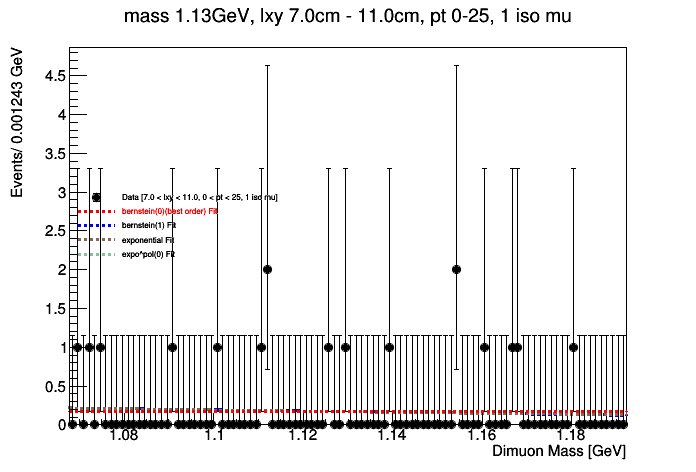 mass 1.13GeV, lxy 7.0cm - 11.0cm, pt 0-25, 1 iso mu
Events/ 0.001243 GeV
4.5
4
3.5
3
2.5
2
1.5
1
0.5
0
Data [7.0 < lxy < 11.0, 0 < pt < 25, 1 iso mu]
bernstein(0)(best order) Fit
bernstein(1) Fit
exponential Fit
expo^pol(0) Fit
1.08 1.1 1.12 1.14 1.16 1.18
Dimuon Mass [GeV]